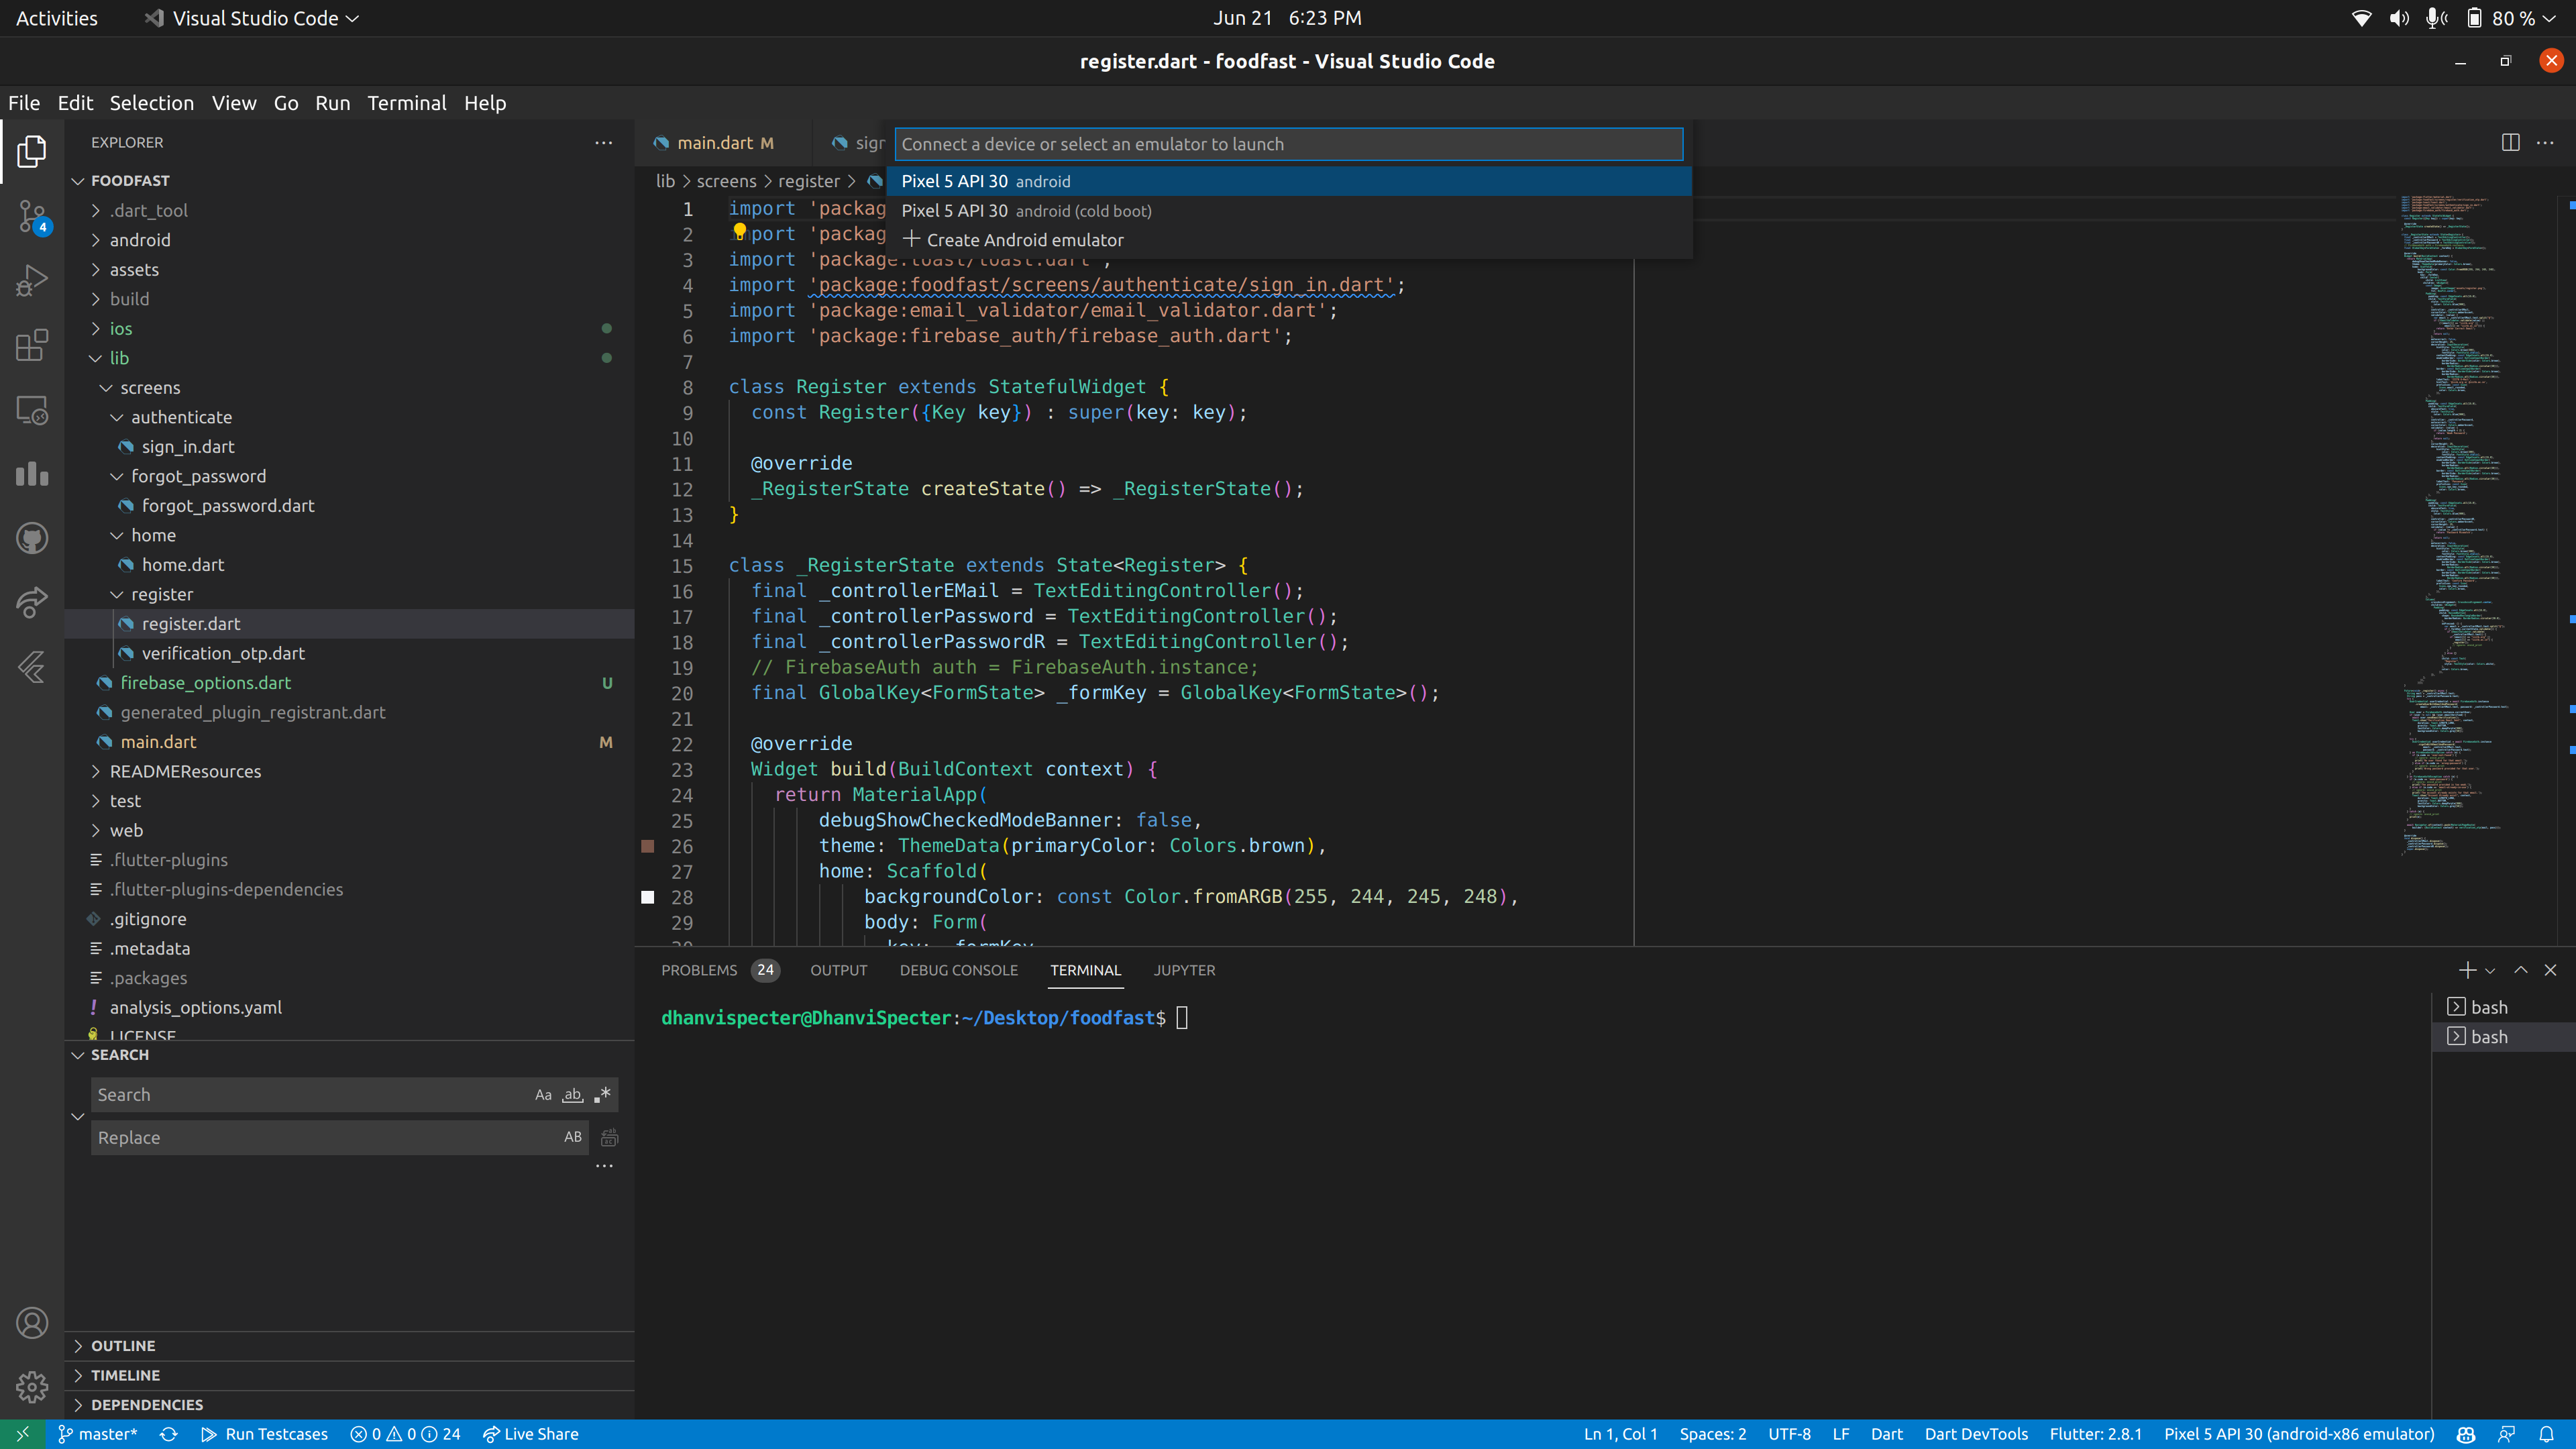 Activities Visual Studio Code Jun 21 6:23 PM 80 %
register.dart - foodfast - Visual Studio Code
File Edit Selection View Go Run Terminal Help
EXPLORER
FOODFAST
.dart_tool
android
assets
build
ios
lib
screens
authenticate
sign_in.dart
forgot_password
forgot_password.dart
home
home.dart
register
register.dart
verification_otp.dart
firebase_options.dart U
generated_plugin_registrant.dart
main.dart M
READMEResources
test
web
.flutter-plugins
.flutter-plugins-dependencies
.gitignore
.metadata
.packages
analysis_options.yaml
LICENSE
SEARCH
Search Aa ab
Replace AB
OUTLINE
TIMELINE
DEPENDENCIES
main.dart M
Connect a device or select an emulator to launch
Pixel 5 API 30 android
Pixel 5 API 30 android (cold boot)
Create Android emulator
lib > screens > register >
1 import 'packag
2 import 'packag
3 import 'package:toast/toast.dart';
4 import 'package:foodfast/screens/authenticate/sign_in.dart';
5 import 'package:email_validator/email_validator.dart';
6 import 'package:firebase_auth/firebase_auth.dart';
7
8 class Register extends StatefulWidget {
9 const Register({Key key}) : super(key: key);
10
11 @override
12 _RegisterState createState() => _RegisterState();
13 }
14
15 class _RegisterState extends State<Register> {
16 final _controllerEMail = TextEditingController();
17 final _controllerPassword = TextEditingController();
18 final _controllerPasswordR = TextEditingController();
19 // FirebaseAuth auth = FirebaseAuth.instance;
20 final GlobalKey<FormState> _formKey = GlobalKey<FormState>();
21
22 @override
23 Widget build(BuildContext context) {
24 return MaterialApp(
25 debugShowCheckedModeBanner: false,
26 theme: ThemeData(primaryColor: Colors.brown),
27 home: Scaffold(
28 backgroundColor: const Color.fromARGB(255, 244, 245, 248),
29 body: Form(
30 key: _formKey
PROBLEMS 24 OUTPUT DEBUG CONSOLE TERMINAL JUPYTER
dhanvispecter@DhanviSpecter:~/Desktop/foodfast$
bash
bash
4
master* Run Testcases 0 0 24 Live Share Ln 1, Col 1 Spaces: 2 UTF-8 LF Dart Dart DevTools Flutter: 2.8.1 Pixel 5 API 30 (android-x86 emulator)